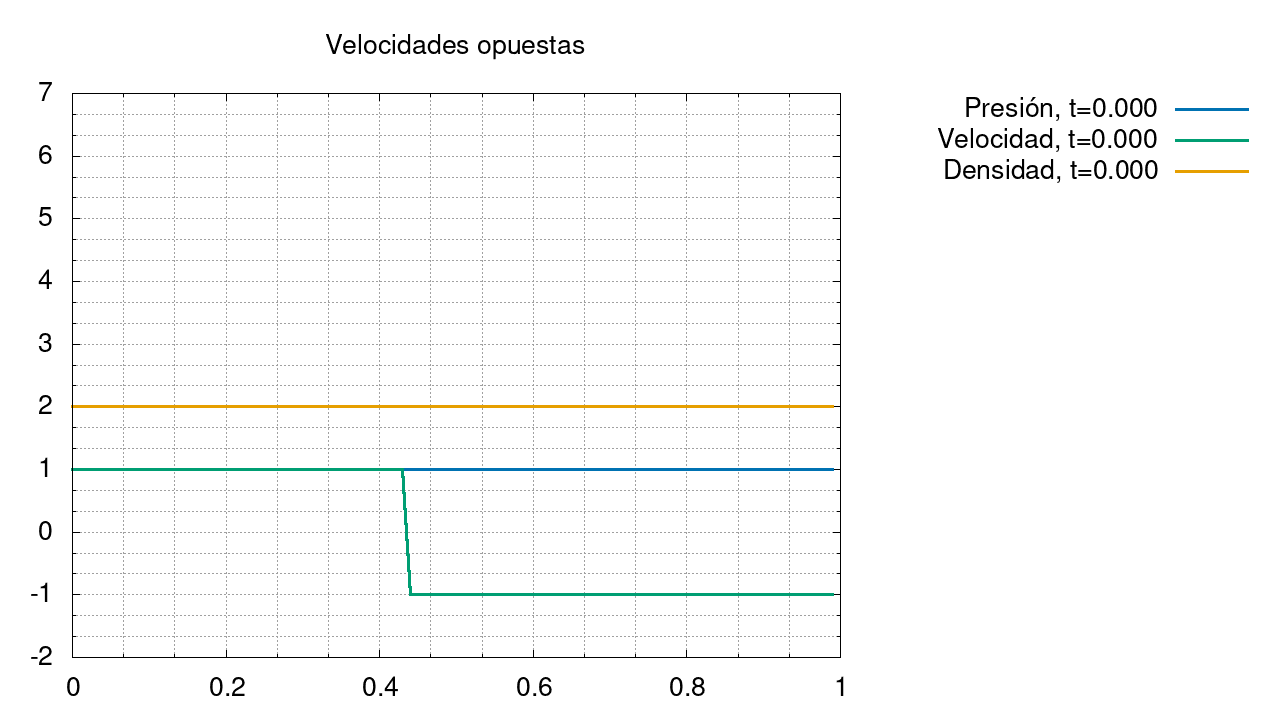 Velocidades opuestas
7
6
5
4
3
2
1
0
-1
-2
0 0.2 0.4 0.6 0.8 1
Presión, t=0.000
Velocidad, t=0.000
Densidad, t=0.000